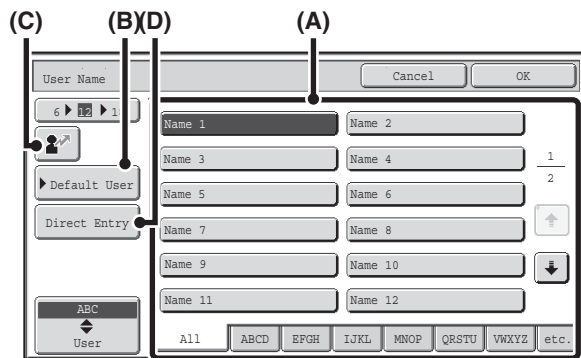 (C) (B)(D) (A)
User Name Cancel OK
6 12 18
Name 1 Name 2
Name 3 Name 4
1
2
Default User
Name 5 Name 6
Direct Entry
Name 7 Name 8
Name 9 Name 10
Name 11 Name 12
ABC
User
All ABCD EFGH IJKL MNOP QRSTU VWXYZ etc.